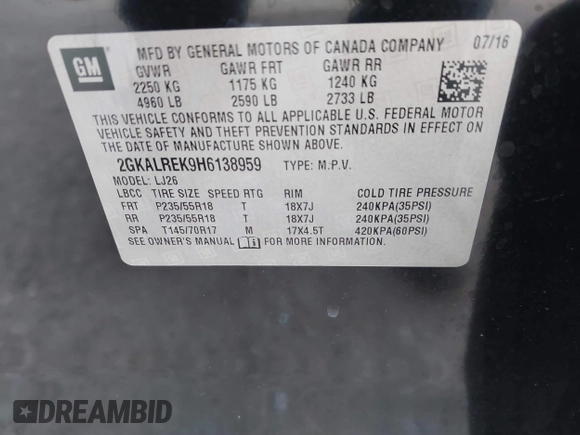 GM
MFD BY GENERAL MOTORS OF CANADA COMPANY 07/16
GVWR GAWR FRT GAWR RR
2250 KG 1175 KG 1240 KG
4960 LB 2590 LB 2733 LB
THIS VEHICLE CONFORMS TO ALL APPLICABLE U.S. FEDERAL MOTOR
VEHICLE SAFETY AND THEFT PREVENTION STANDARDS IN EFFECT ON
THE DATE OF MANUFACTURE SHOWN ABOVE.
2GKALREK9H6138959 TYPE: M.P.V.
MODEL: LJ26
LBCC TIRE SIZE SPEED RTG RIM COLD TIRE PRESSURE
FRT P235/55R18 T 18X7J 240KPA(35PSI)
RR P235/55R18 T 18X7J 240KPA(35PSI)
SPA T145/70R17 M 17X4.5T 420KPA(60PSI)
SEE OWNER'S MANUAL FOR MORE INFORMATION.
DREAMBID